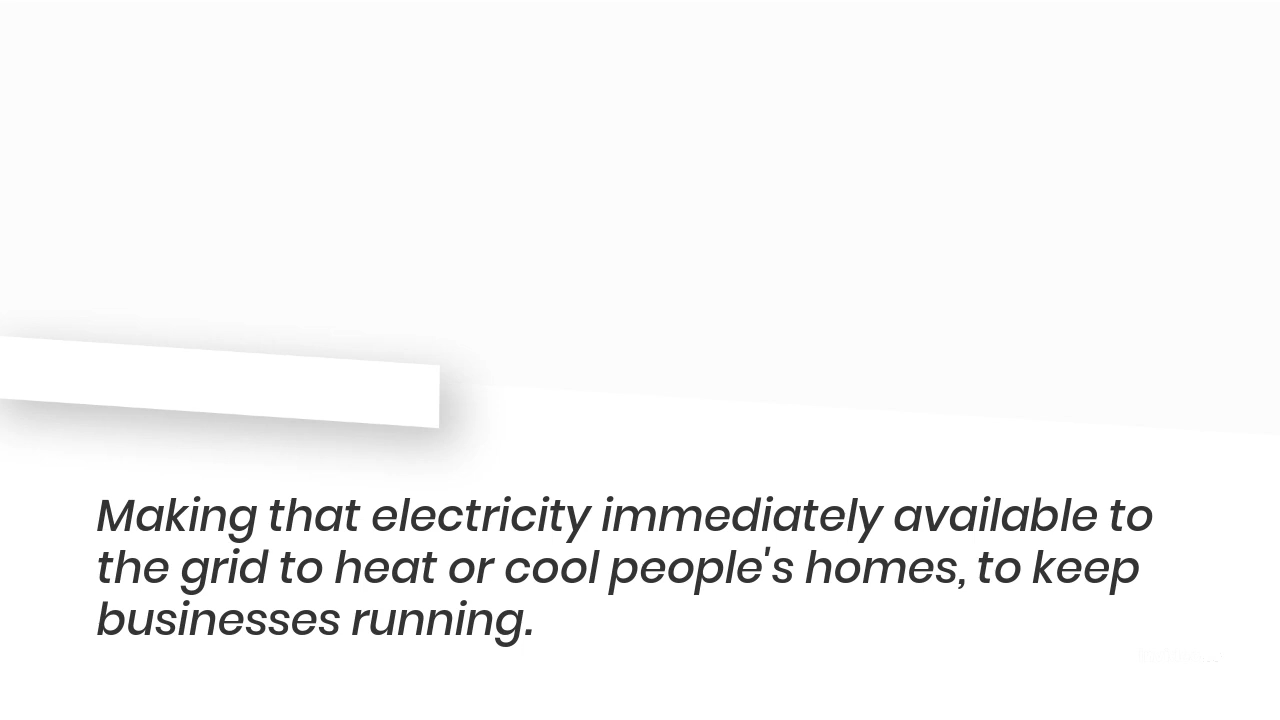 Making that electricity immediately available to
the grid to heat or cool people's homes, to keep
businesses running.